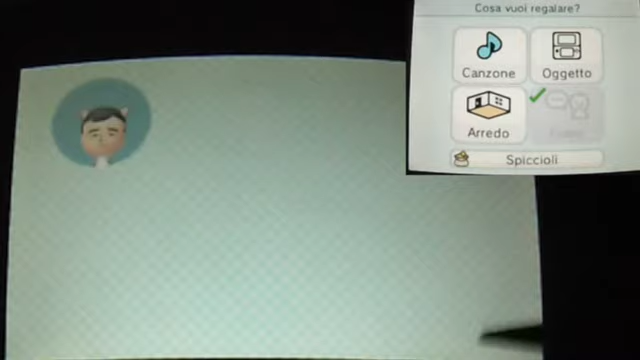 Cosa vuoi regalare?
Canzone
Oggetto
Arredo
Spiccioli